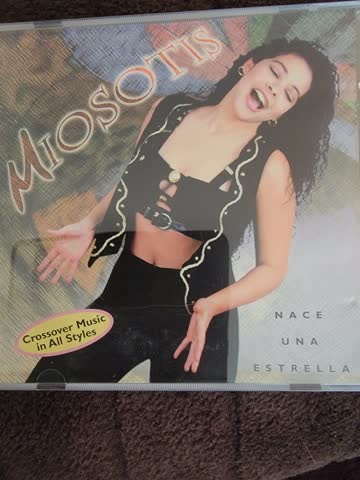 MIOSOTIS
Crossover Music
in All Styles
NACE
UNA
ESTRELLA